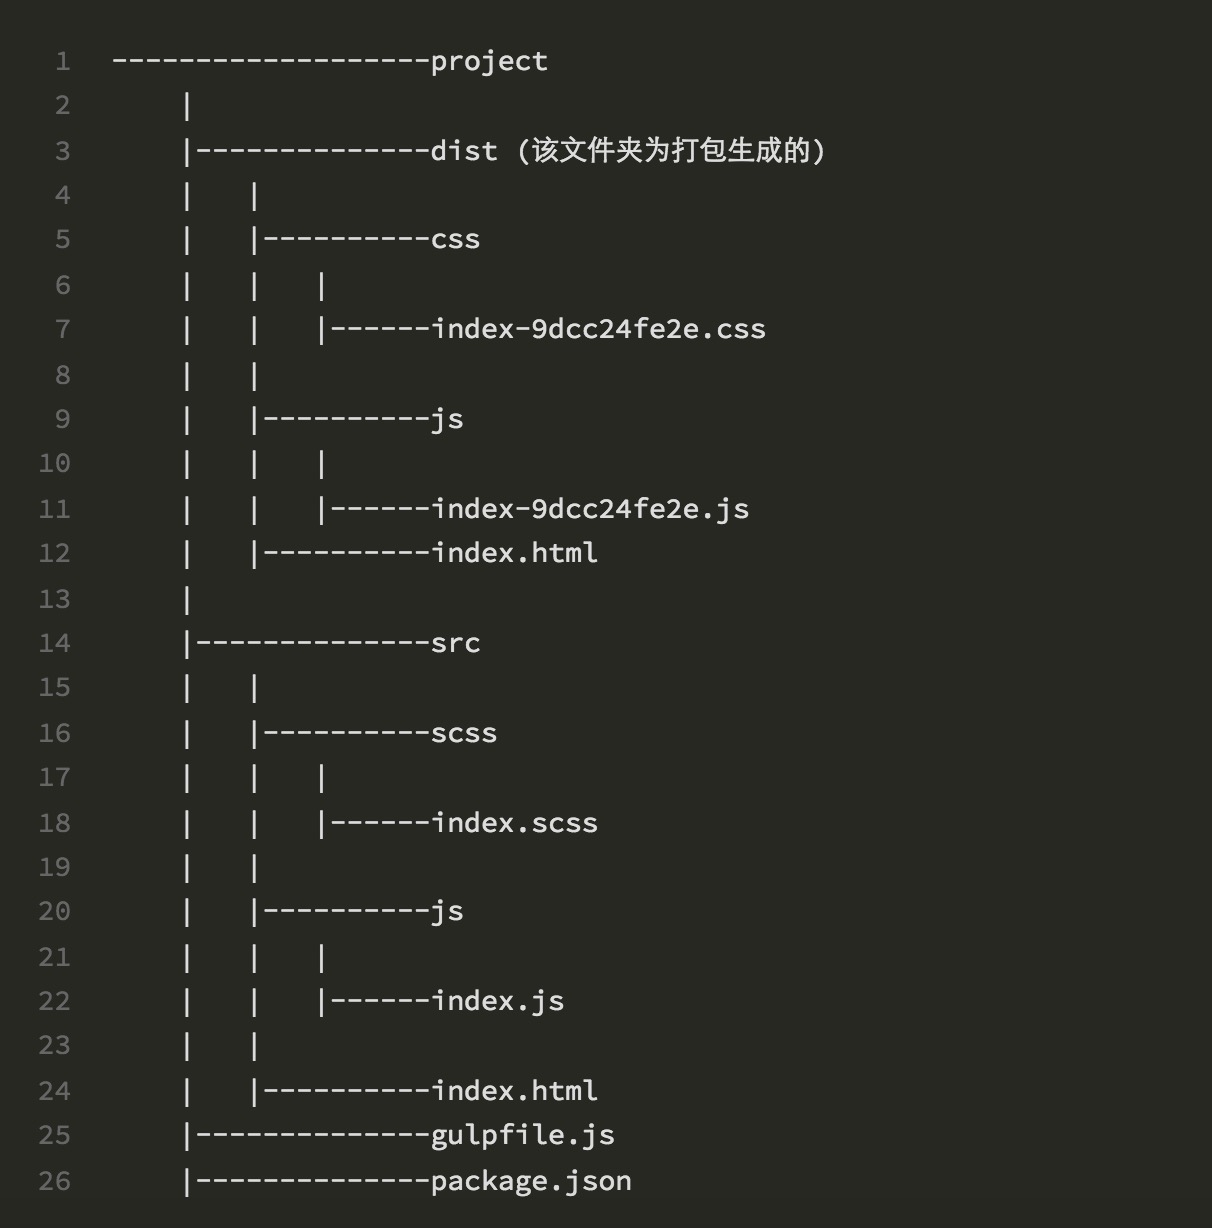 1 -------------------project
2     |
3     |--------------dist (该文件夹为打包生成的)
4     |   |
5     |   |----------css
6     |   |   |
7     |   |   |------index-9dcc24fe2e.css
8     |   |
9     |   |----------js
10     |   |   |
11     |   |   |------index-9dcc24fe2e.js
12     |   |----------index.html
13     |
14     |--------------src
15     |   |
16     |   |----------scss
17     |   |   |
18     |   |   |------index.scss
19     |   |
20     |   |----------js
21     |   |   |
22     |   |   |------index.js
23     |   |
24     |   |----------index.html
25     |--------------gulpfile.js
26     |--------------package.json